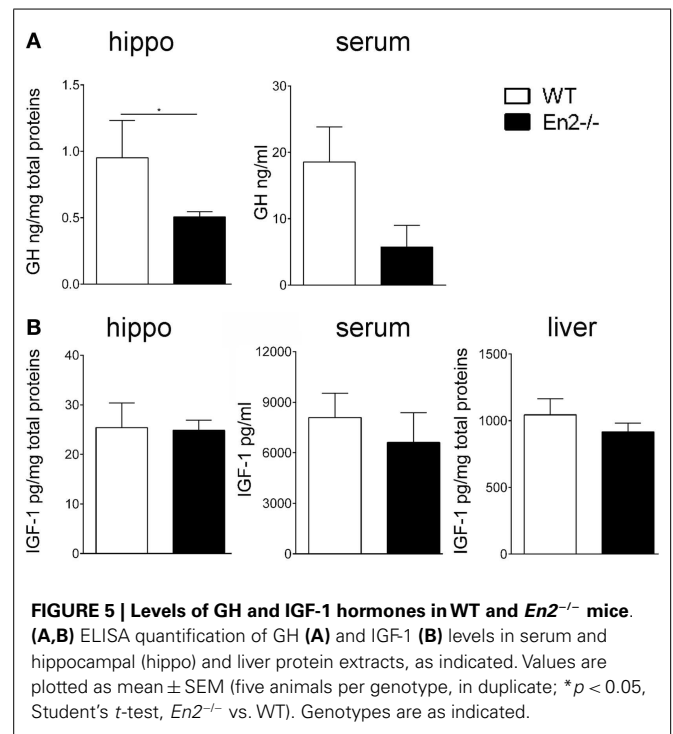 A
hippo
serum
WT
En2-/-
GH ng/mg total proteins
1.5
1.0
0.5
0.0
*
GH ng/ml
30
20
10
0
B
hippo
serum
liver
IGF-1 pg/mg total proteins
40
30
20
10
0
IGF-1 pg/ml
12000
9000
6000
3000
0
IGF-1 pg/mg total proteins
1500
1000
500
0
FIGURE 5 | Levels of GH and IGF-1 hormones in WT and En2−/− mice.
(A,B) ELISA quantification of GH (A) and IGF-1 (B) levels in serum and
hippocampal (hippo) and liver protein extracts, as indicated. Values are
plotted as mean ± SEM (five animals per genotype, in duplicate; *p < 0.05,
Student's t-test, En2−/− vs. WT). Genotypes are as indicated.